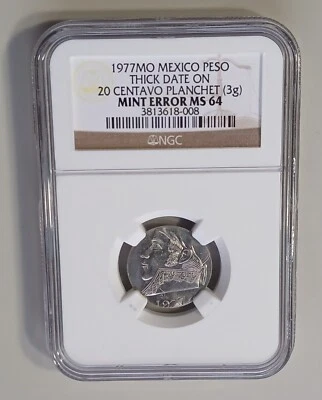 1977MO MEXICO PESO
THICK DATE ON
20 CENTAVO PLANCHET (3g)
MINT ERROR MS 64
3813618-008
NGC